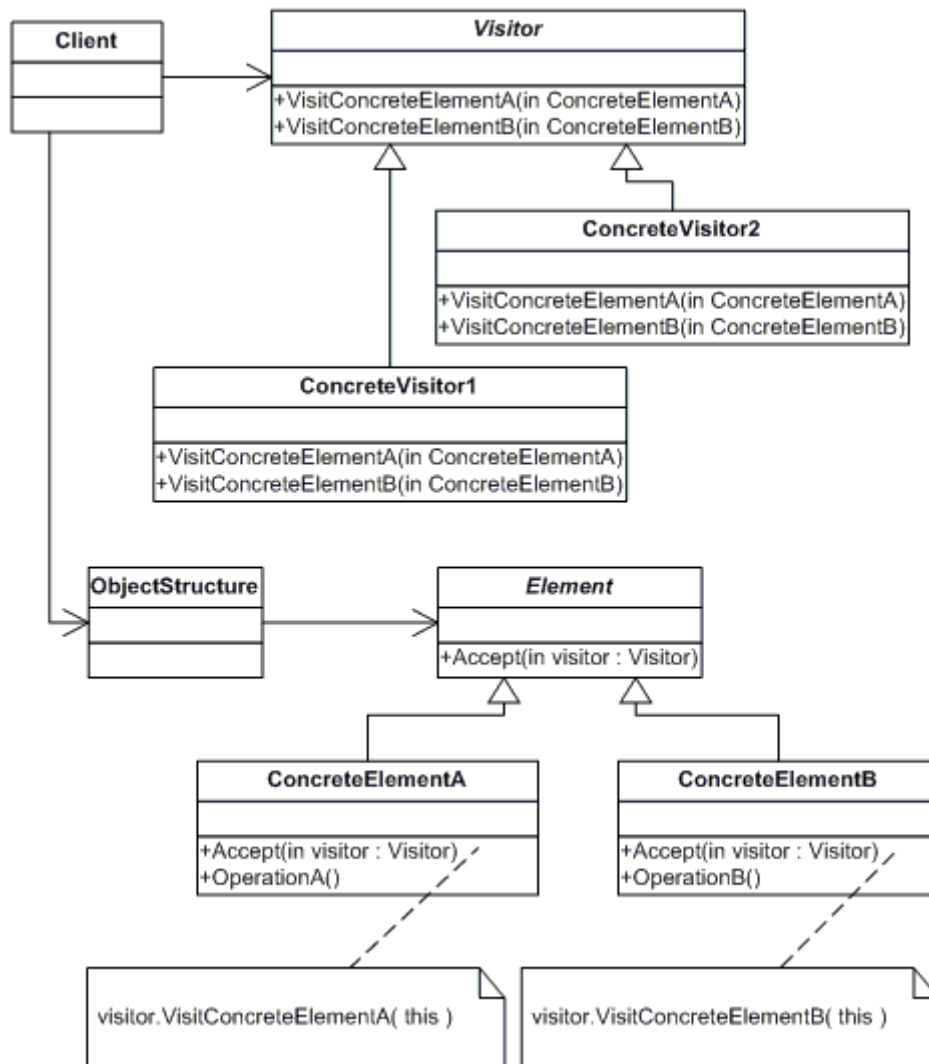 Client
Visitor
+VisitConcreteElementA(in ConcreteElementA)
+VisitConcreteElementB(in ConcreteElementB)
ConcreteVisitor2
+VisitConcreteElementA(in ConcreteElementA)
+VisitConcreteElementB(in ConcreteElementB)
ConcreteVisitor1
+VisitConcreteElementA(in ConcreteElementA)
+VisitConcreteElementB(in ConcreteElementB)
ObjectStructure
Element
+Accept(in visitor : Visitor)
ConcreteElementA
+Accept(in visitor : Visitor)
+OperationA()
ConcreteElementB
+Accept(in visitor : Visitor)
+OperationB()
visitor.VisitConcreteElementA( this )
visitor.VisitConcreteElementB( this )